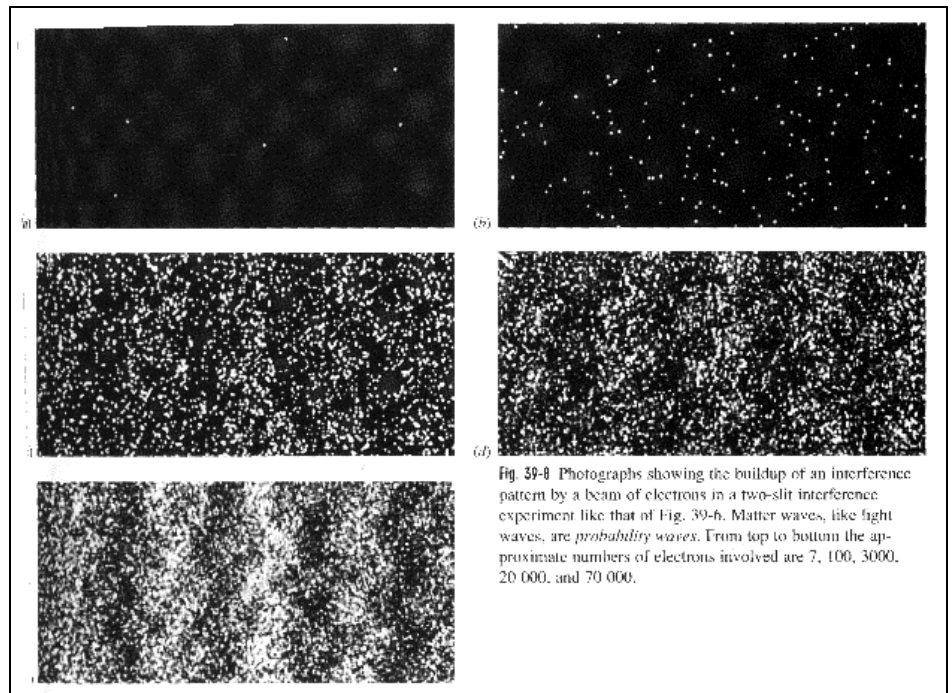 (b)
(d)
Fig. 39-8 Photographs showing the buildup of an interference
pattern by a beam of electrons in a two-slit interference
experiment like that of Fig. 39-6. Matter waves, like light
waves, are probability waves. From top to bottom the ap-
proximate numbers of electrons involved are 7, 100, 3000,
20 000, and 70 000.